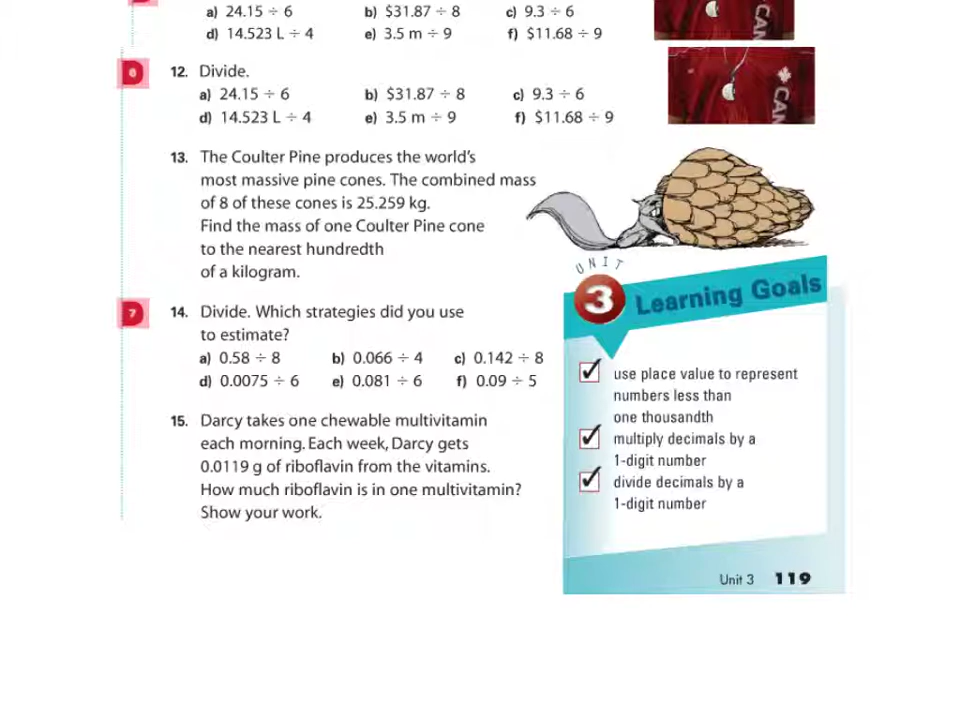 a) 24.15 ÷ 6 b) $31.87 ÷ 8 c) 9.3 ÷ 6
d) 14.523 L ÷ 4 e) 3.5 m ÷ 9 f) $11.68 ÷ 9
6 12. Divide.
a) 24.15 ÷ 6 b) $31.87 ÷ 8 c) 9.3 ÷ 6
d) 14.523 L ÷ 4 e) 3.5 m ÷ 9 f) $11.68 ÷ 9
13. The Coulter Pine produces the world's
most massive pine cones. The combined mass
of 8 of these cones is 25.259 kg.
Find the mass of one Coulter Pine cone
to the nearest hundredth
of a kilogram.
7 14. Divide. Which strategies did you use
to estimate?
a) 0.58 ÷ 8 b) 0.066 ÷ 4 c) 0.142 ÷ 8
d) 0.0075 ÷ 6 e) 0.081 ÷ 6 f) 0.09 ÷ 5
15. Darcy takes one chewable multivitamin
each morning. Each week, Darcy gets
0.0119 g of riboflavin from the vitamins.
How much riboflavin is in one multivitamin?
Show your work.
CAN
CAN
UNIT
3 Learning Goals
use place value to represent
numbers less than
one thousandth
multiply decimals by a
1-digit number
divide decimals by a
1-digit number
Unit 3 119